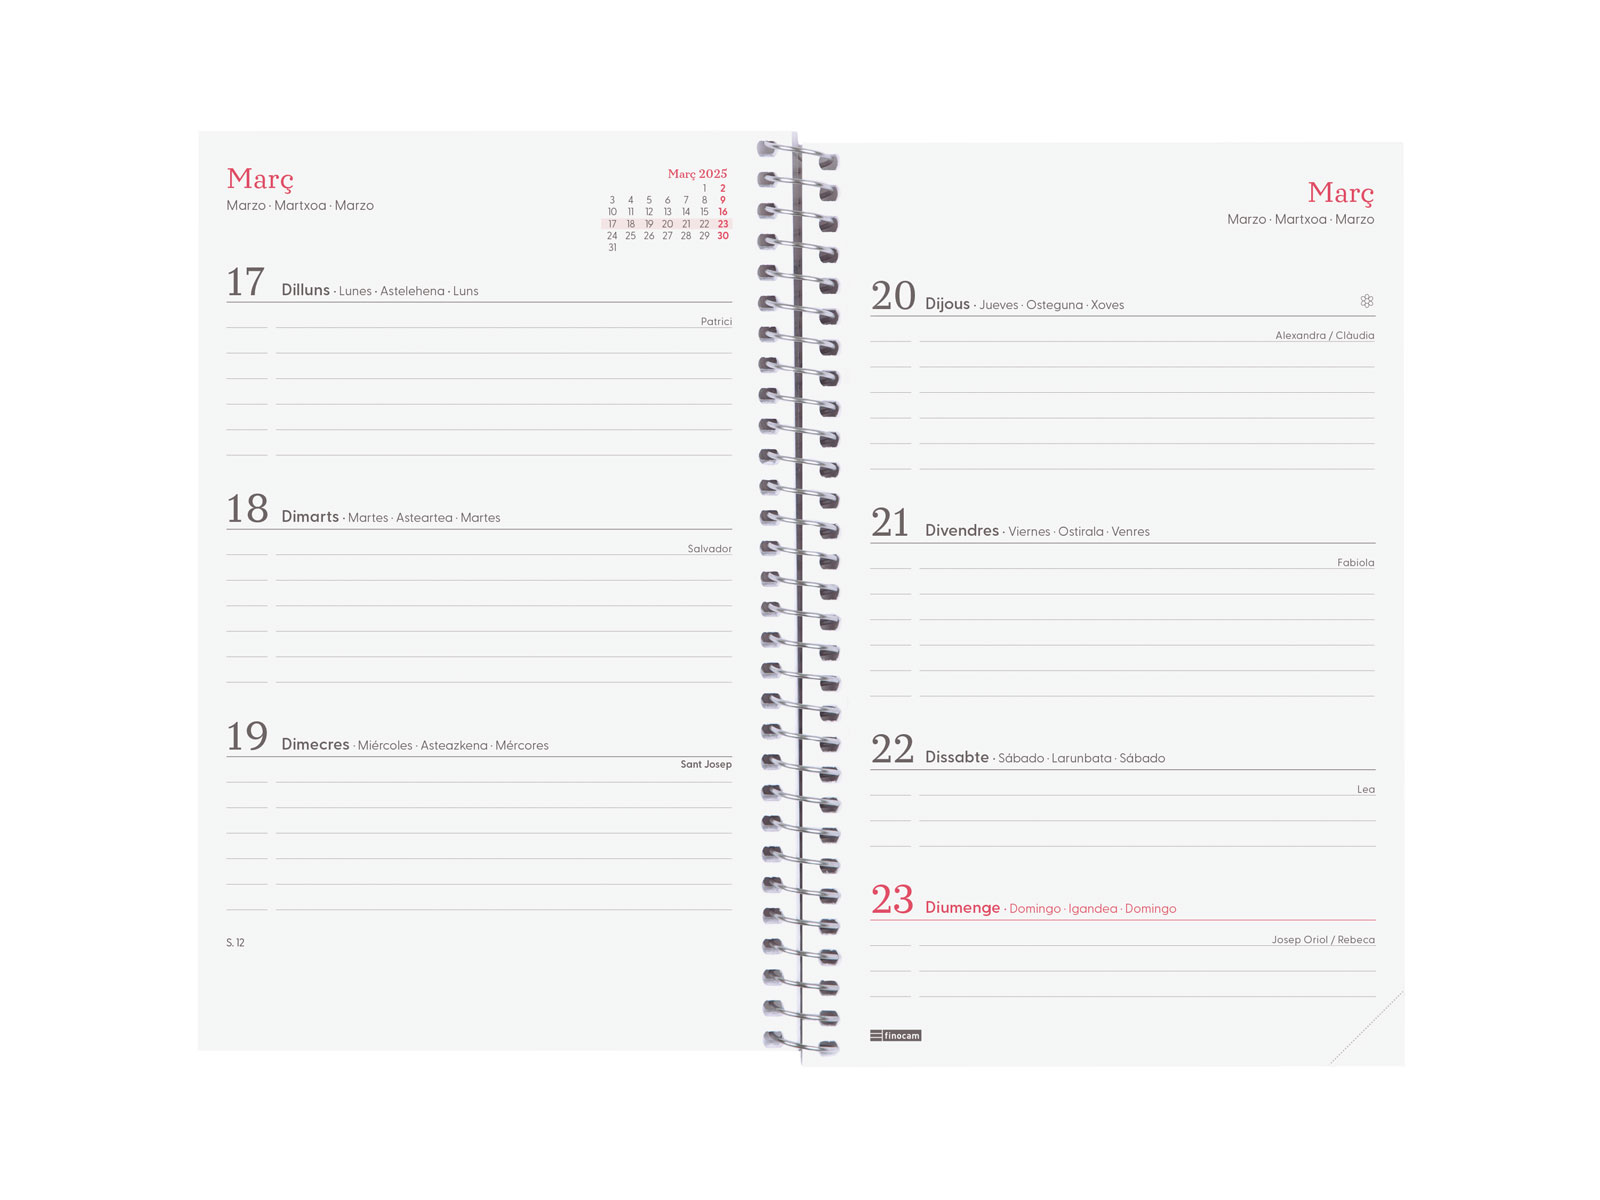 Març
Marzo · Martxoa · Marzo
Març 2025
1 2
3 4 5 6 7 8 9
10 11 12 13 14 15 16
17 18 19 20 21 22 23
24 25 26 27 28 29 30
31
17 Dilluns · Lunes · Astelehena · Luns
Patrici
18 Dimarts · Martes · Asteartea · Martes
Salvador
19 Dimecres · Miércoles · Asteazkena · Mércores
Sant Josep
S. 12
Març
Marzo · Martxoa · Marzo
20 Dijous · Jueves · Osteguna · Xoves
Alexandra / Clàudia
21 Divendres · Viernes · Ostirala · Venres
Fabiola
22 Dissabte · Sábado · Larunbata · Sábado
Lea
23 Diumenge · Domingo · Igandea · Domingo
Josep Oriol / Rebeca
finocam